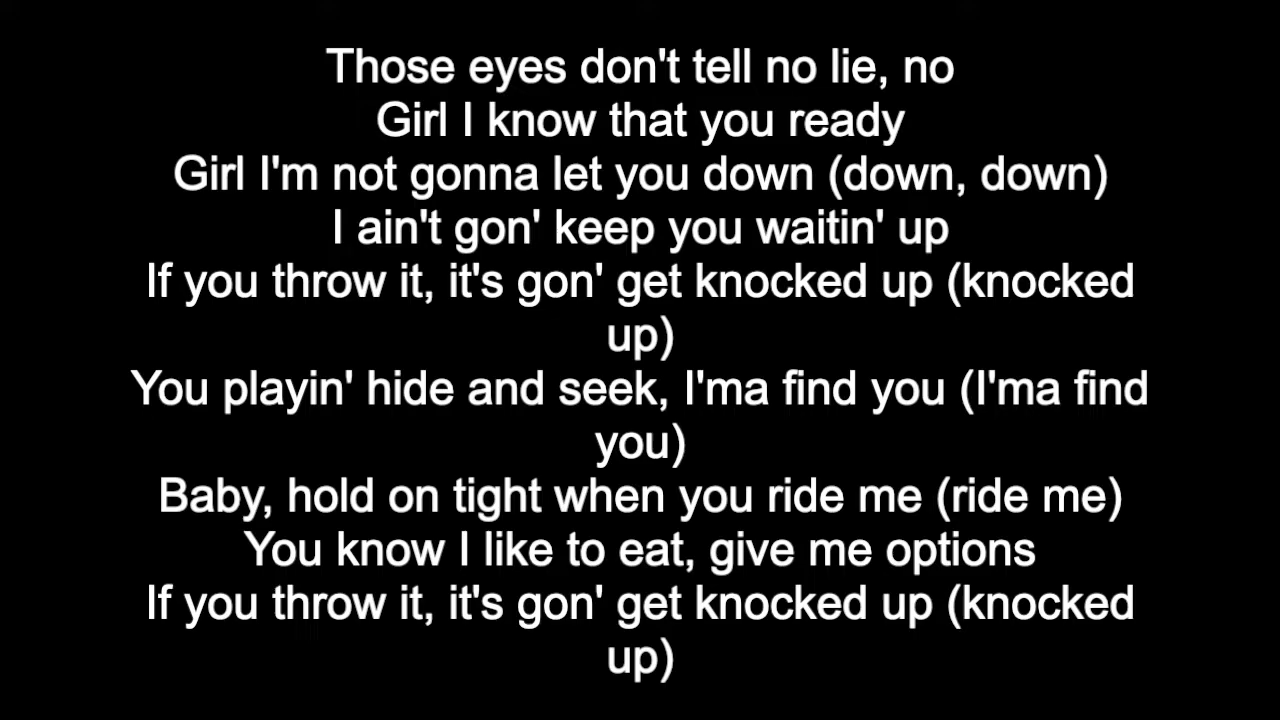 Those eyes don't tell no lie, no
Girl I know that you ready
Girl I'm not gonna let you down (down, down)
I ain't gon' keep you waitin' up
If you throw it, it's gon' get knocked up (knocked
up)
You playin' hide and seek, I'ma find you (I'ma find
you)
Baby, hold on tight when you ride me (ride me)
You know I like to eat, give me options
If you throw it, it's gon' get knocked up (knocked
up)